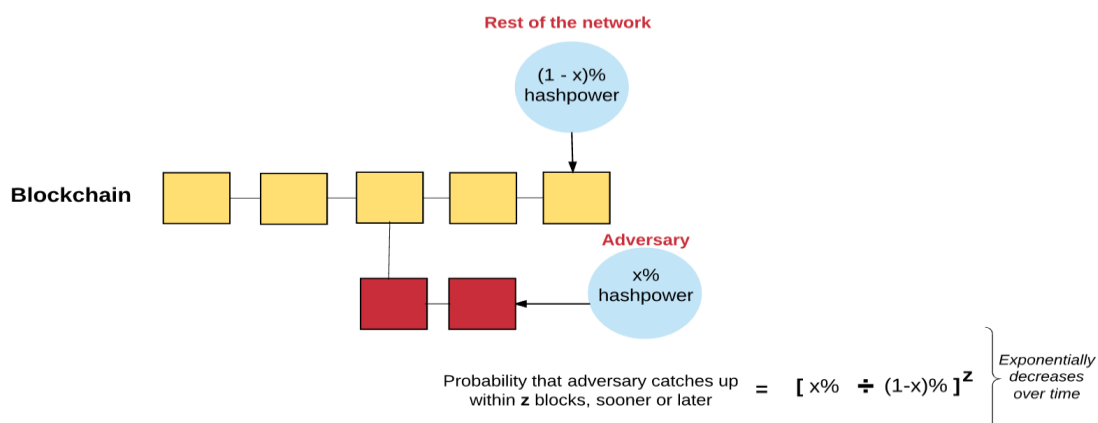 Rest of the network
(1 - x)%
hashpower
Blockchain
Adversary
x%
hashpower
Probability that adversary catches up
within z blocks, sooner or later
= [ x% ÷ (1-x)% ]z
Exponentially
decreases
over time